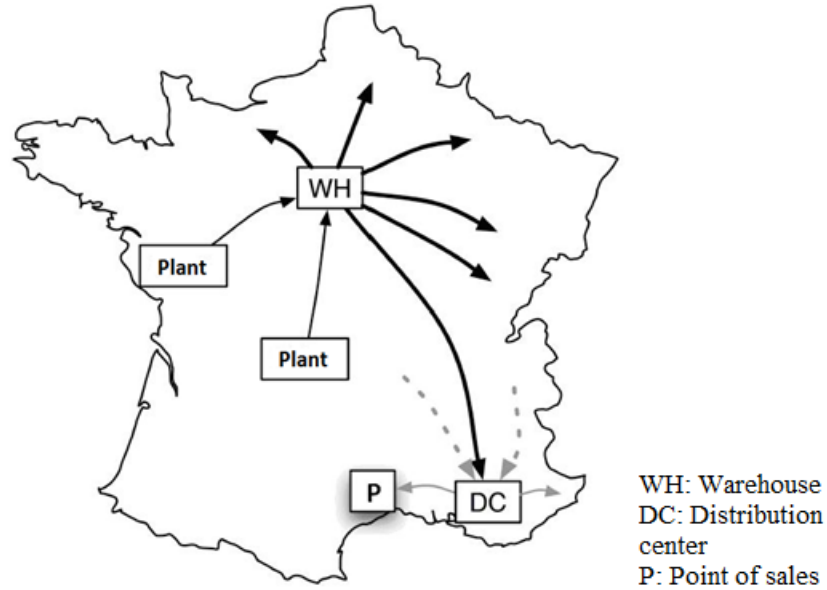 WH
Plant
Plant
P
DC
WH: Warehouse
DC: Distribution
center
P: Point of sales